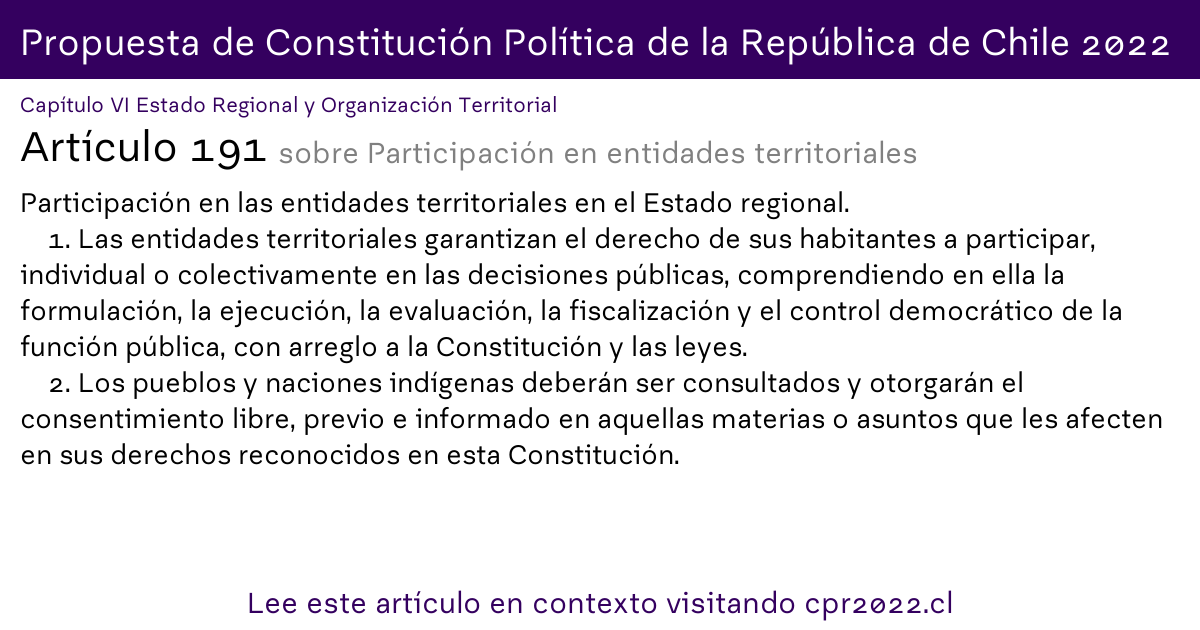 Propuesta de Constitución Política de la República de Chile 2022
Capítulo VI Estado Regional y Organización Territorial
Artículo 191 sobre Participación en entidades territoriales
Participación en las entidades territoriales en el Estado regional.
1. Las entidades territoriales garantizan el derecho de sus habitantes a participar,
individual o colectivamente en las decisiones públicas, comprendiendo en ella la
formulación, la ejecución, la evaluación, la fiscalización y el control democrático de la
función pública, con arreglo a la Constitución y las leyes.
2. Los pueblos y naciones indígenas deberán ser consultados y otorgarán el
consentimiento libre, previo e informado en aquellas materias o asuntos que les afecten
en sus derechos reconocidos en esta Constitución.
Lee este artículo en contexto visitando cpr2022.cl